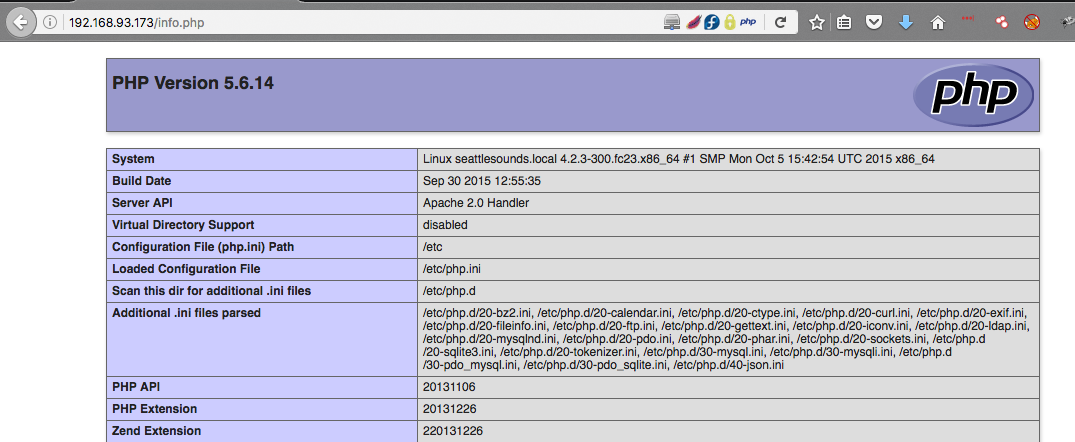 192.168.93.173/info.php
php
PHP Version 5.6.14
php
System Linux seattlesounds.local 4.2.3-300.fc23.x86_64 #1 SMP Mon Oct 5 15:42:54 UTC 2015 x86_64
Build Date Sep 30 2015 12:55:35
Server API Apache 2.0 Handler
Virtual Directory Support disabled
Configuration File (php.ini) Path /etc
Loaded Configuration File /etc/php.ini
Scan this dir for additional .ini files /etc/php.d
Additional .ini files parsed /etc/php.d/20-bz2.ini, /etc/php.d/20-calendar.ini, /etc/php.d/20-ctype.ini, /etc/php.d/20-curl.ini, /etc/php.d/20-exif.ini,
/etc/php.d/20-fileinfo.ini, /etc/php.d/20-ftp.ini, /etc/php.d/20-gettext.ini, /etc/php.d/20-iconv.ini, /etc/php.d/20-ldap.ini,
/etc/php.d/20-mysqlnd.ini, /etc/php.d/20-pdo.ini, /etc/php.d/20-phar.ini, /etc/php.d/20-sockets.ini, /etc/php.d
/20-sqlite3.ini, /etc/php.d/20-tokenizer.ini, /etc/php.d/30-mysql.ini, /etc/php.d/30-mysqli.ini, /etc/php.d
/30-pdo_mysql.ini, /etc/php.d/30-pdo_sqlite.ini, /etc/php.d/40-json.ini
PHP API 20131106
PHP Extension 20131226
Zend Extension 220131226